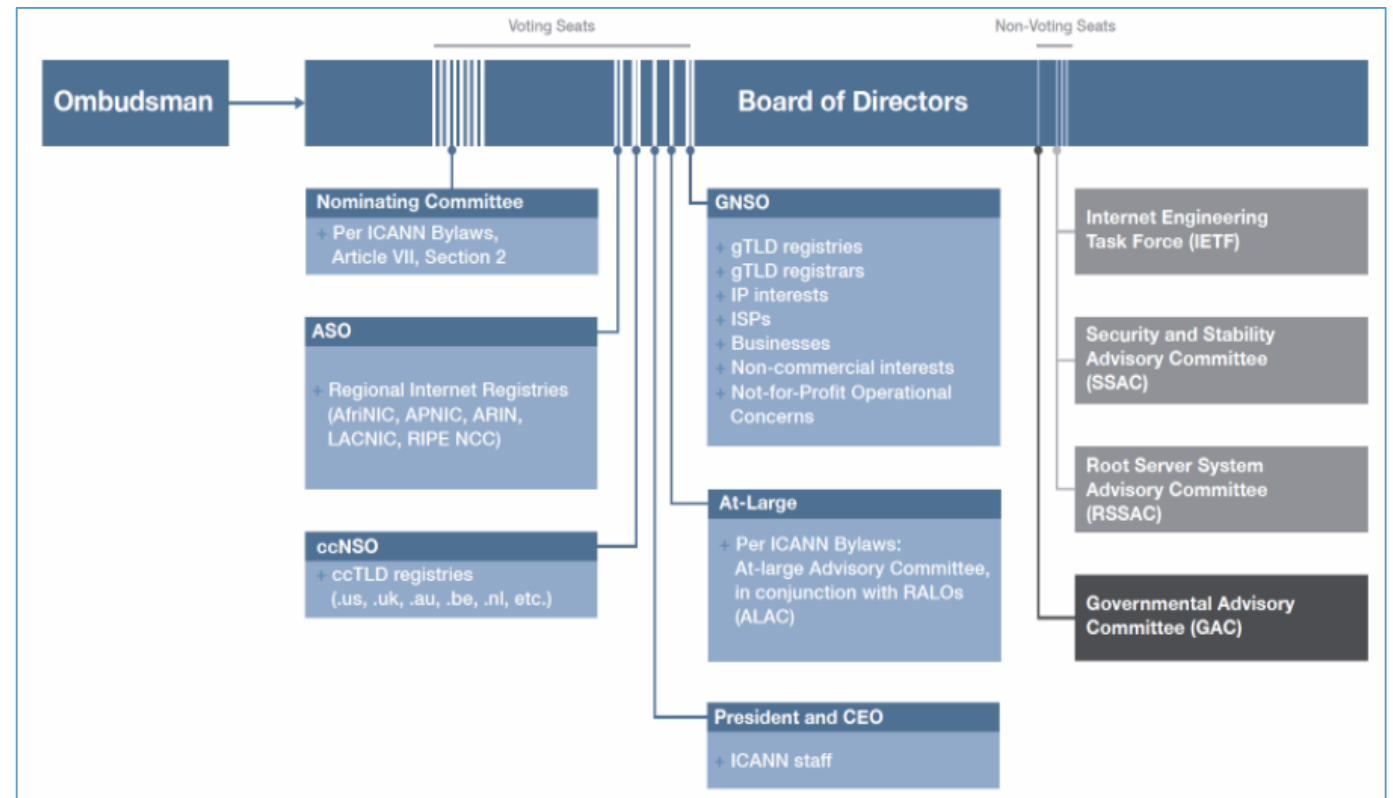 Voting Seats
Non-Voting Seats
Ombudsman
Board of Directors
Nominating Committee
+ Per ICANN Bylaws,
Article VII, Section 2
ASO
+ Regional Internet Registries
(AfriNIC, APNIC, ARIN,
LACNIC, RIPE NCC)
ccNSO
+ ccTLD registries
(.us, .uk, .au, .be, .nl, etc.)
GNSO
+ gTLD registries
+ gTLD registrars
+ IP interests
+ ISPs
+ Businesses
+ Non-commercial interests
+ Not-for-Profit Operational
Concerns
At-Large
+ Per ICANN Bylaws:
At-large Advisory Committee,
in conjunction with RALOs
(ALAC)
President and CEO
+ ICANN staff
Internet Engineering
Task Force (IETF)
Security and Stability
Advisory Committee
(SSAC)
Root Server System
Advisory Committee
(RSSAC)
Governmental Advisory
Committee (GAC)